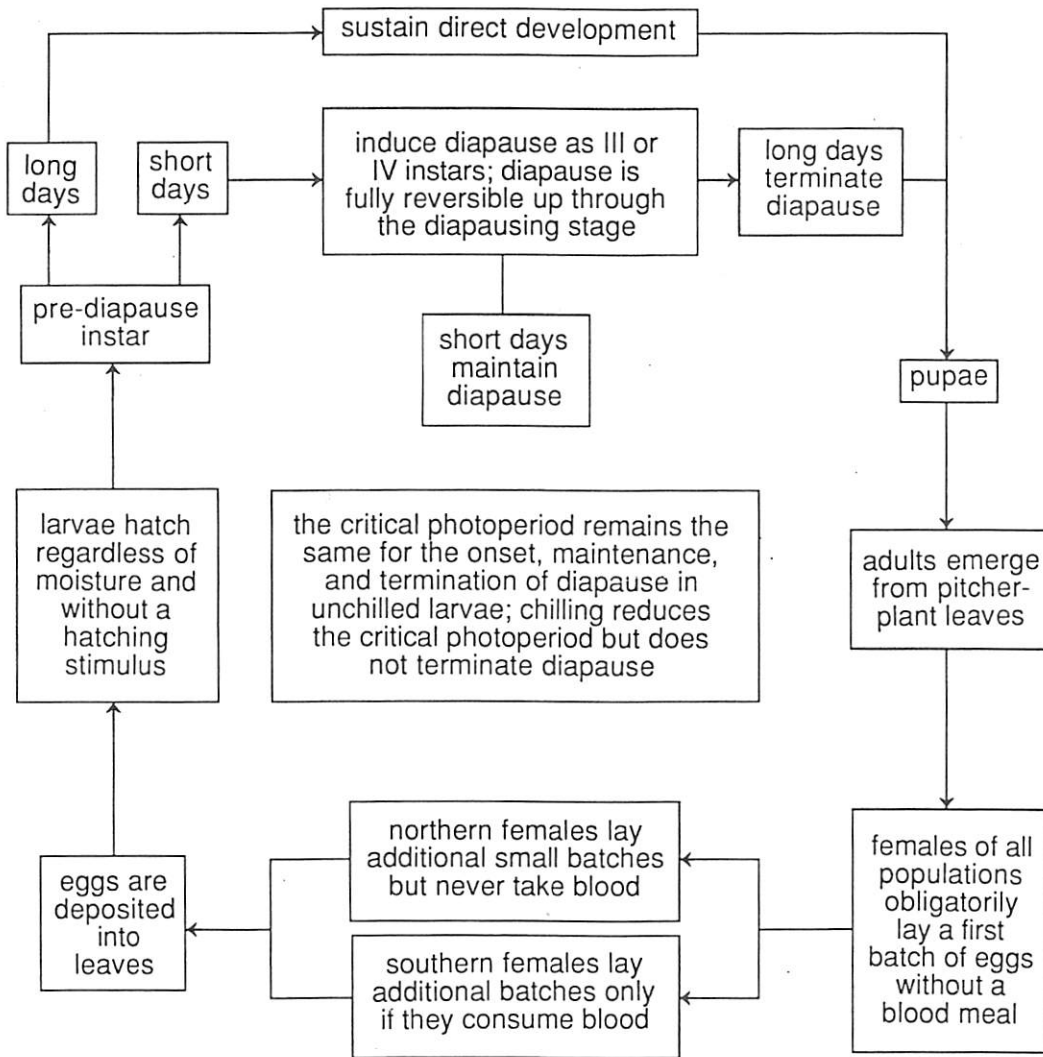 sustain direct development
long
days
short
days
induce diapause as III or
IV instars; diapause is
fully reversible up through
the diapausing stage
long days
terminate
diapause
pre-diapause
instar
short days
maintain
diapause
pupae
larvae hatch
regardless of
moisture and
without a
hatching
stimulus
the critical photoperiod remains the
same for the onset, maintenance,
and termination of diapause in
unchilled larvae; chilling reduces
the critical photoperiod but does
not terminate diapause
adults emerge
from pitcher-
plant leaves
eggs are
deposited
into
leaves
northern females lay
additional small batches
but never take blood
southern females lay
additional batches only
if they consume blood
females of all
populations
obligatorily
lay a first
batch of eggs
without a
blood meal